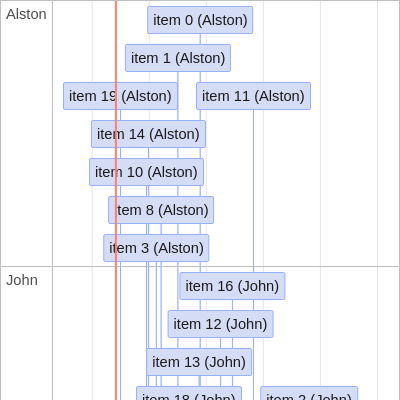 Alston
item 0 (Alston)
item 1 (Alston)
item 19 (Alston)
item 11 (Alston)
item 14 (Alston)
item 10 (Alston)
item 8 (Alston)
item 3 (Alston)
John
item 16 (John)
item 12 (John)
item 13 (John)
item 18 (John)
item 2 (John)